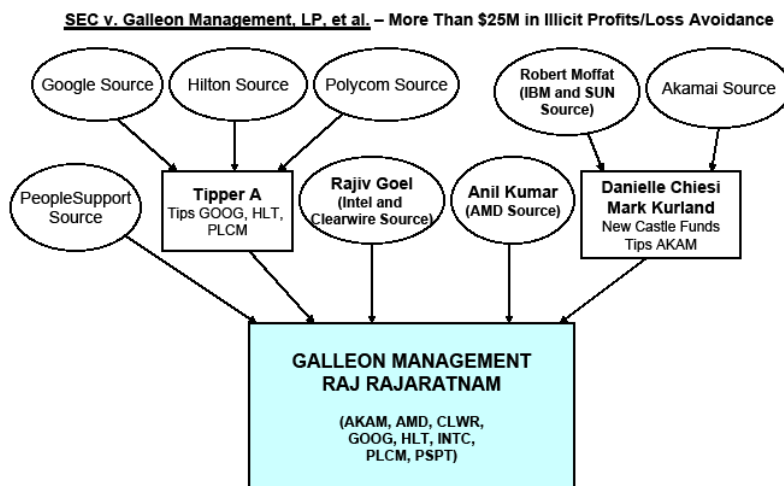 SEC v. Galleon Management, LP, et al. – More Than $25M in Illicit Profits/Loss Avoidance
Google Source
Hilton Source
Polycom Source
Robert Moffat
(IBM and SUN
Source)
Akamai Source
PeopleSupport
Source
Tipper A
Tips GOOG, HLT,
PLCM
Rajiv Goel
(Intel and
Clearwire Source)
Anil Kumar
(AMD Source)
Danielle Chiesi
Mark Kurland
New Castle Funds
Tips AKAM
GALLEON MANAGEMENT
RAJ RAJARATNAM
(AKAM, AMD, CLWR,
GOOG, HLT, INTC,
PLCM, PSPT)